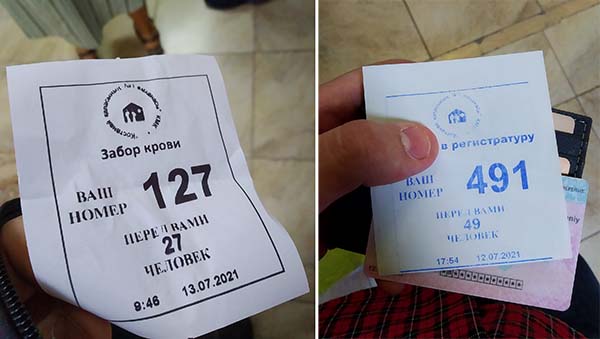 Забор крови
ВАШ
НОМЕР
127
ПЕРЕД ВАМИ
27
ЧЕЛОВЕК
9:46 13.07.2021
в регистратуру
ВАШ
НОМЕР
491
ПЕРЕД ВАМИ
49
ЧЕЛОВЕК
17:54 12.07.2021